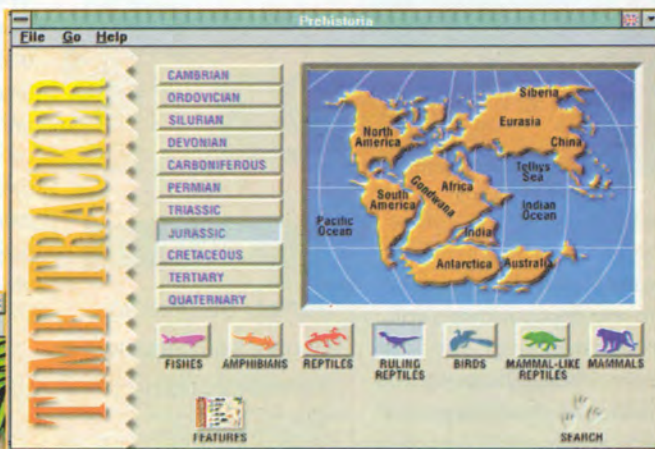 Prehistoria
File Go Help
TIME TRACKER
CAMBRIAN
ORDOVICIAN
SILURIAN
DEVONIAN
CARBONIFEROUS
PERMIAN
TRIASSIC
JURASSIC
CRETACEOUS
TERTIARY
QUATERNARY
Siberia
Eurasia
North
America
China
Tethys
Sea
Africa
Gondwana
South
America
Indian
Ocean
Pacific
Ocean
India
Antarctica
Australia
FISHES
AMPHIBIANS
REPTILES
RULING
REPTILES
BIRDS
MAMMAL-LIKE
REPTILES
MAMMALS
FEATURES
SEARCH